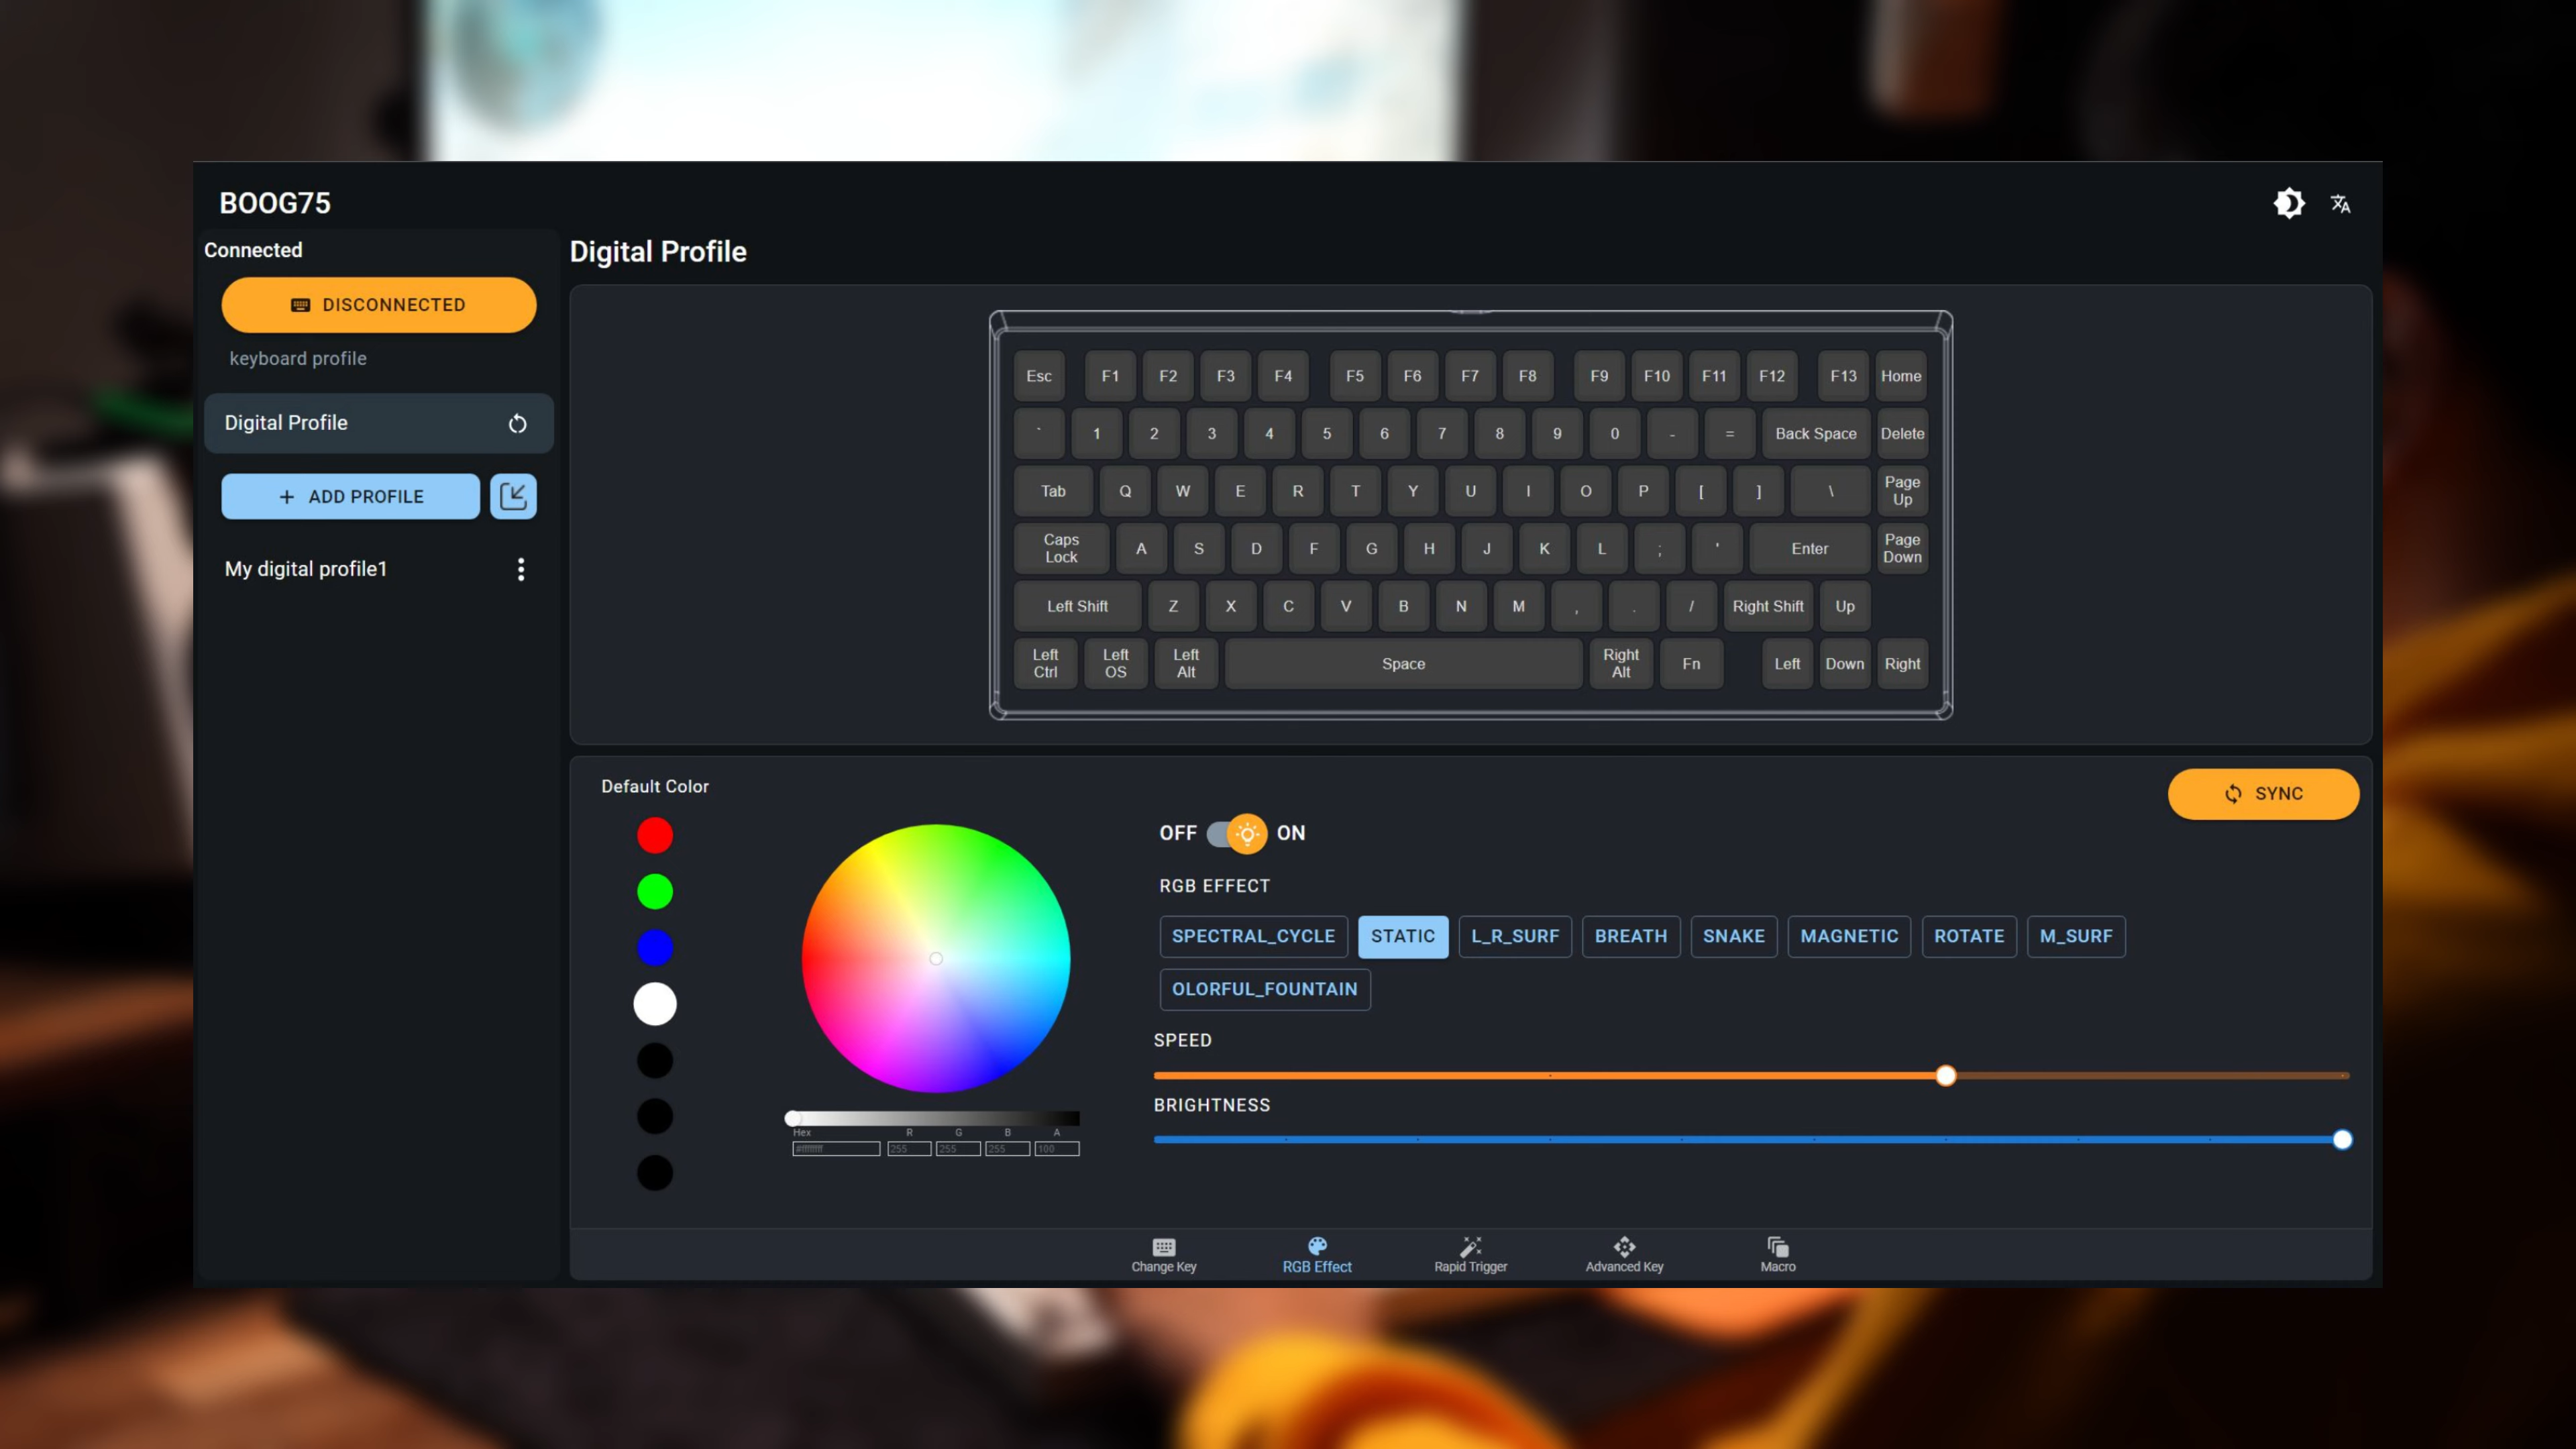 BOOG75
Connected
DISCONNECTED
keyboard profile
Digital Profile
+ ADD PROFILE
My digital profile1
Digital Profile
Esc F1 F2 F3 F4 F5 F6 F7 F8 F9 F10 F11 F12 F13 Home
` 1 2 3 4 5 6 7 8 9 0 - = Back Space Delete
Tab Q W E R T Y U I O P [ ] \ Page Up
Caps Lock A S D F G H J K L ; ' Enter Page Down
Left Shift Z X C V B N M , . / Right Shift Up
Left Ctrl Left OS Left Alt Space Right Alt Fn Left Down Right
Default Color
SYNC
OFF ON
RGB EFFECT
SPECTRAL_CYCLE STATIC L_R_SURF BREATH SNAKE MAGNETIC ROTATE M_SURF
OLORFUL_FOUNTAIN
SPEED
BRIGHTNESS
Hex R G B A
255 255 255 100
Change Key RGB Effect Rapid Trigger Advanced Key Macro